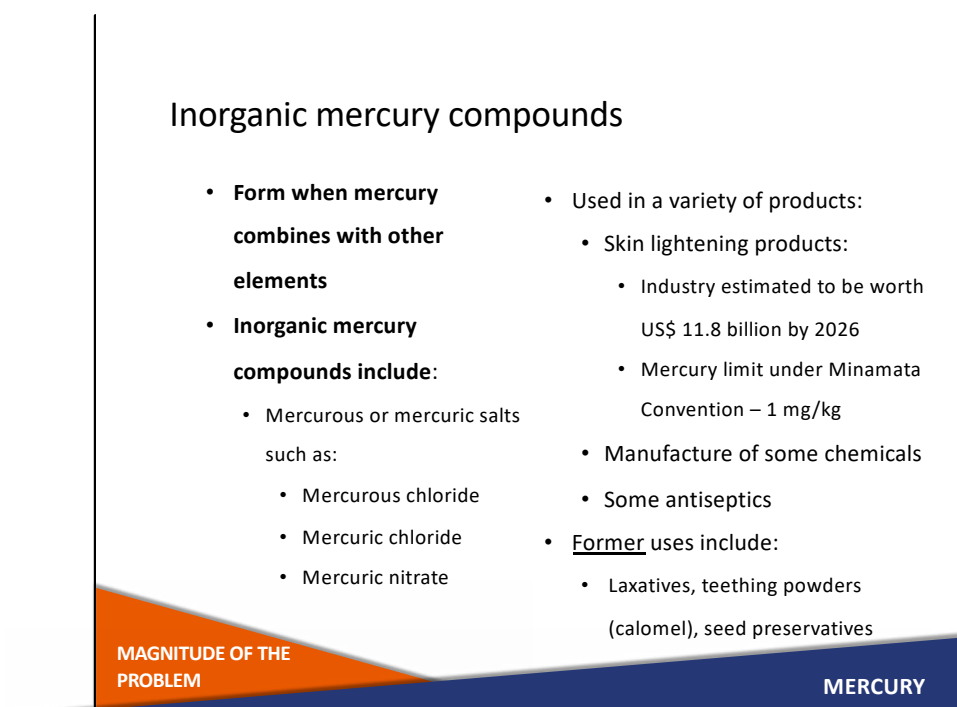 Inorganic mercury compounds
• Form when mercury
combines with other
elements
• Inorganic mercury
compounds include:
• Mercurous or mercuric salts
such as:
• Mercurous chloride
• Mercuric chloride
• Mercuric nitrate
• Used in a variety of products:
• Skin lightening products:
• Industry estimated to be worth
US$ 11.8 billion by 2026
• Mercury limit under Minamata
Convention – 1 mg/kg
• Manufacture of some chemicals
• Some antiseptics
• Former uses include:
• Laxatives, teething powders
(calomel), seed preservatives
MAGNITUDE OF THE
PROBLEM
MERCURY